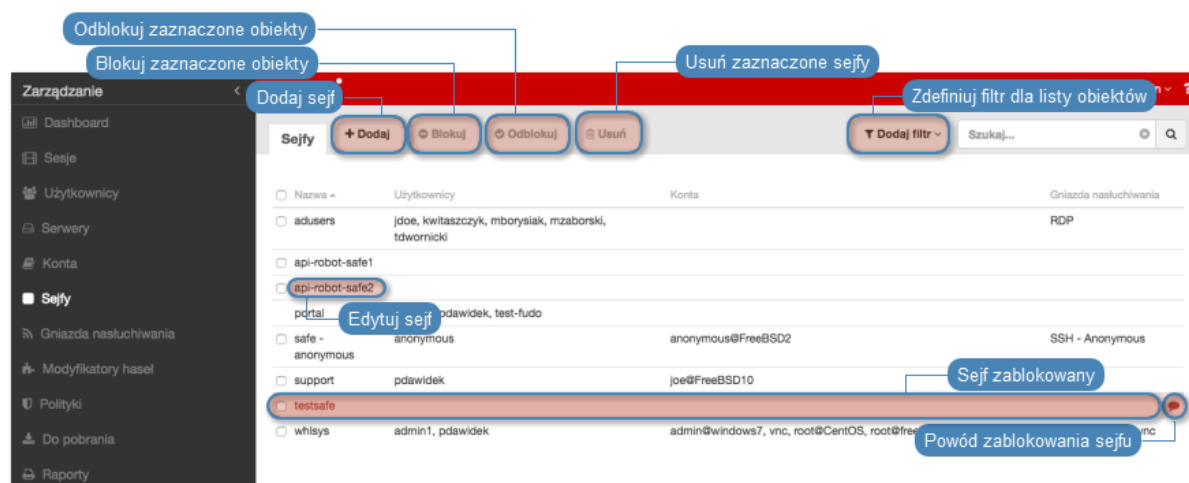 Odblokuj zaznaczone obiekty
Blokuj zaznaczone obiekty
Usuń zaznaczone sejfy
Zarządzanie
Dodaj sejf
Zdefiniuj filtr dla listy obiektów
Dashboard
Sesje
Użytkownicy
Serwery
Konta
Sejfy
Gniazda nasłuchiwania
Modyfikatory haseł
Polityki
Do pobrania
Raporty
Sejfy
+ Dodaj
Blokuj
Odblokuj
Usuń
Dodaj filtr
Szukaj...
Nazwa Użytkownicy Konta Gniazda nasłuchiwania
adusers jdoe, kwitaszczyk, mborysiak, mzaborski, RDP
tdwornicki
api-robot-safe1
api-robot-safe2
portal pdawidek, test-fudo
Edytuj sejf
safe - anonymous anonymous@FreeBSD2 SSH - Anonymous
anonymous
support pdawidek joe@FreeBSD10
Sejf zablokowany
testsafe
whlsys admin1, pdawidek admin@windows7, vnc, root@CentOS, vnc
Powód zablokowania sejfu